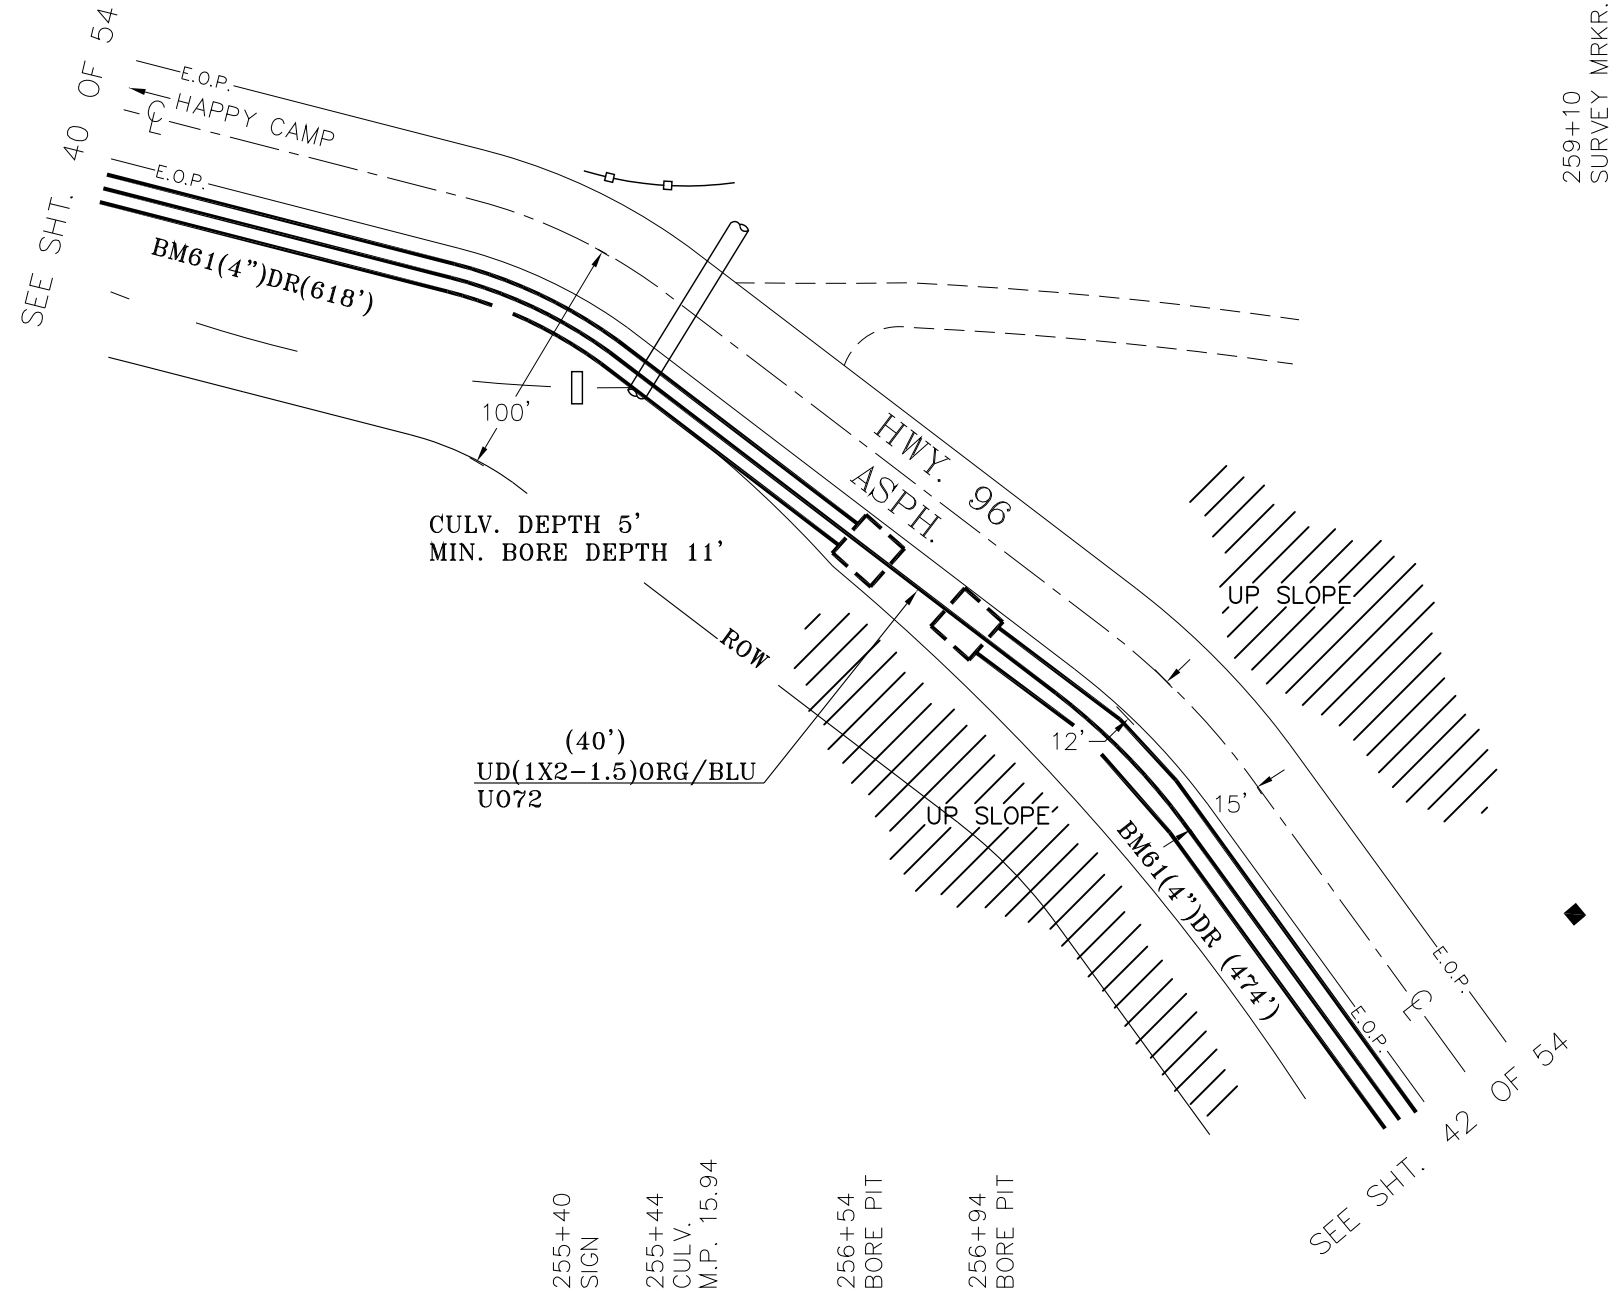 SEE SHT. 40 OF 54
E.O.P.
HAPPY CAMP
CL
E.O.P.
BM61(4")DR(618')
100'
259+10
SURVEY MRKR.
HWY. 96
ASPH.
CULV. DEPTH 5'
MIN. BORE DEPTH 11'
UP SLOPE
ROW
(40')
UD(1X2-1.5)ORG/BLU
UO72
12'
15'
UP SLOPE
BM61(4")DR (474')
E.O.P.
CL
E.O.P.
SEE SHT. 42 OF 54
255+40
SIGN
255+44
CULV.
M.P. 15.94
256+54
BORE PIT
256+94
BORE PIT